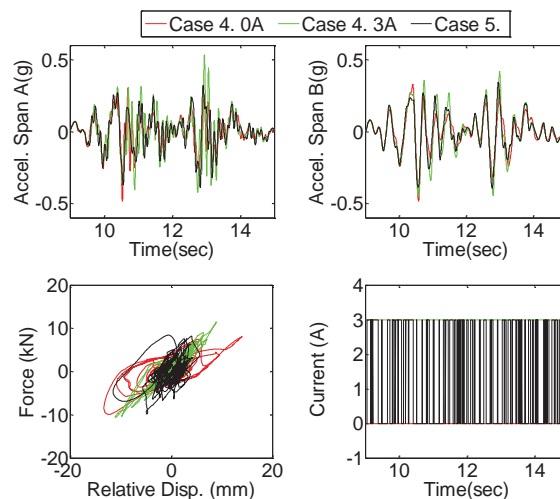 Case 4. 0A Case 4. 3A Case 5.
Accel. Span A(g)
0.5
0
-0.5
10 12 14
Time(sec)
Accel. Span B(g)
0.5
0
-0.5
10 12 14
Time(sec)
Force (kN)
20
10
0
-10
-20
-20 0 20
Relative Disp. (mm)
Current (A)
4
3
2
1
0
-1
10 12 14
Time(sec)